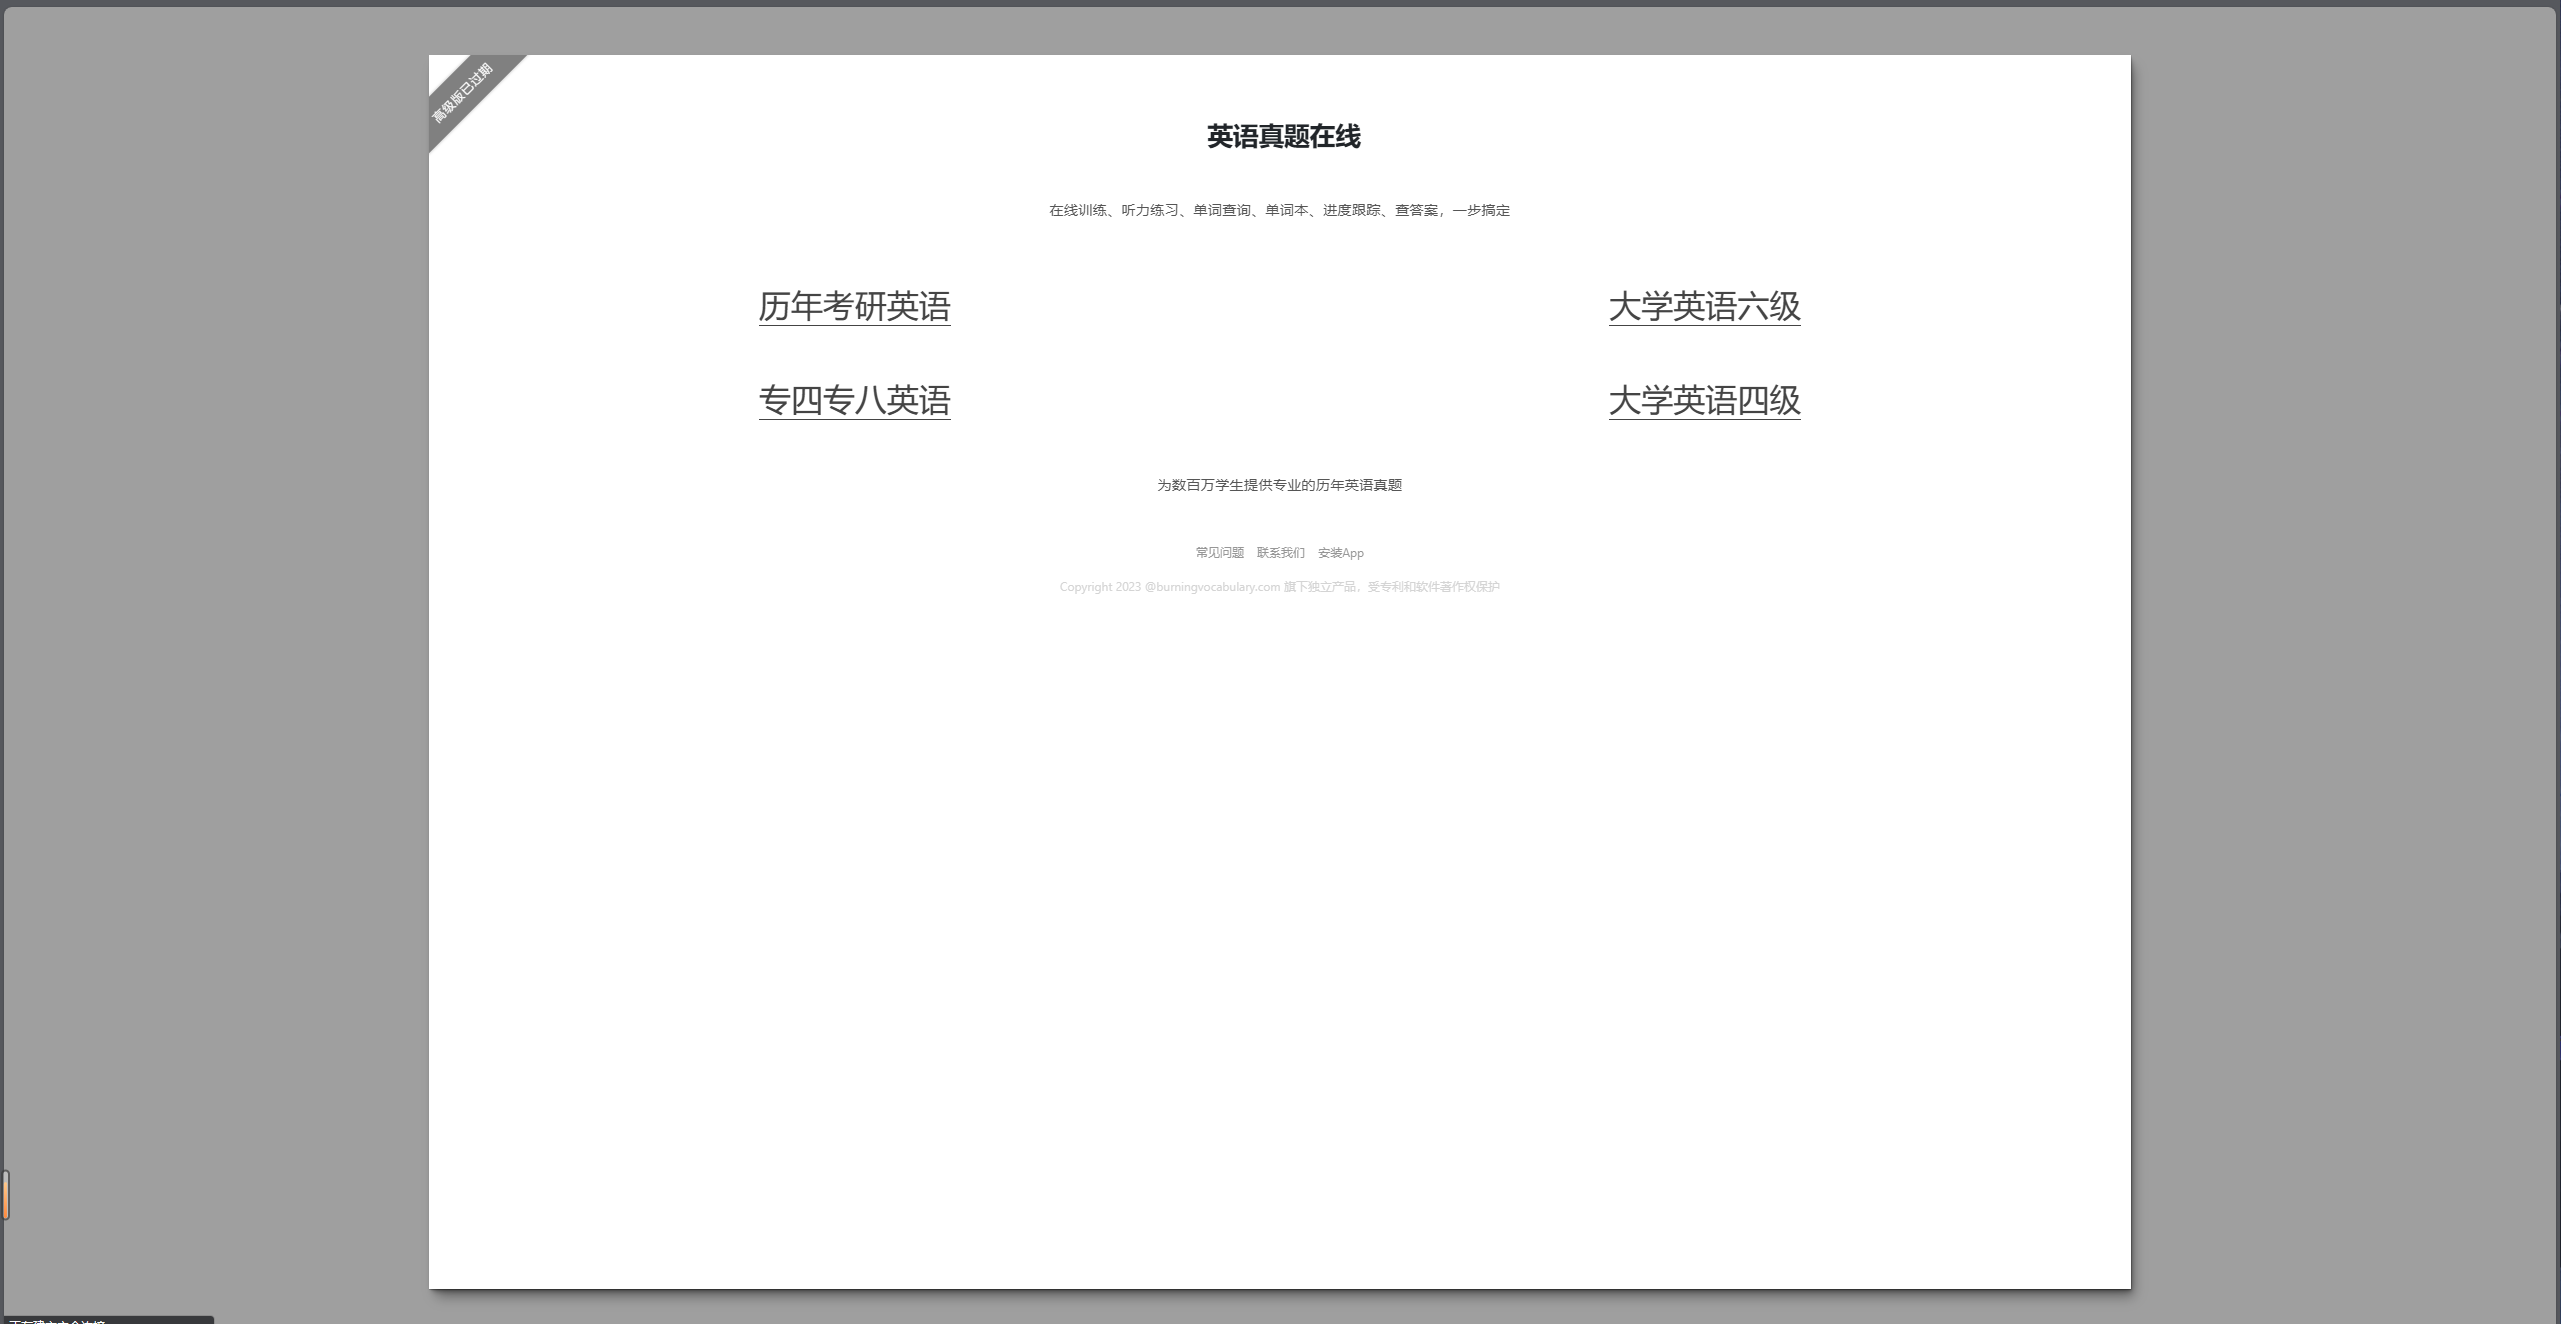 高级版已过期
英语真题在线
在线训练、听力练习、单词查询、单词本、进度跟踪、查答案，一步搞定
历年考研英语 大学英语六级
专四专八英语 大学英语四级
为数百万学生提供专业的历年英语真题
常见问题 联系我们 安装App
Copyright 2023 @burningvocabulary.com 旗下独立产品，受专利和软件著作权保护